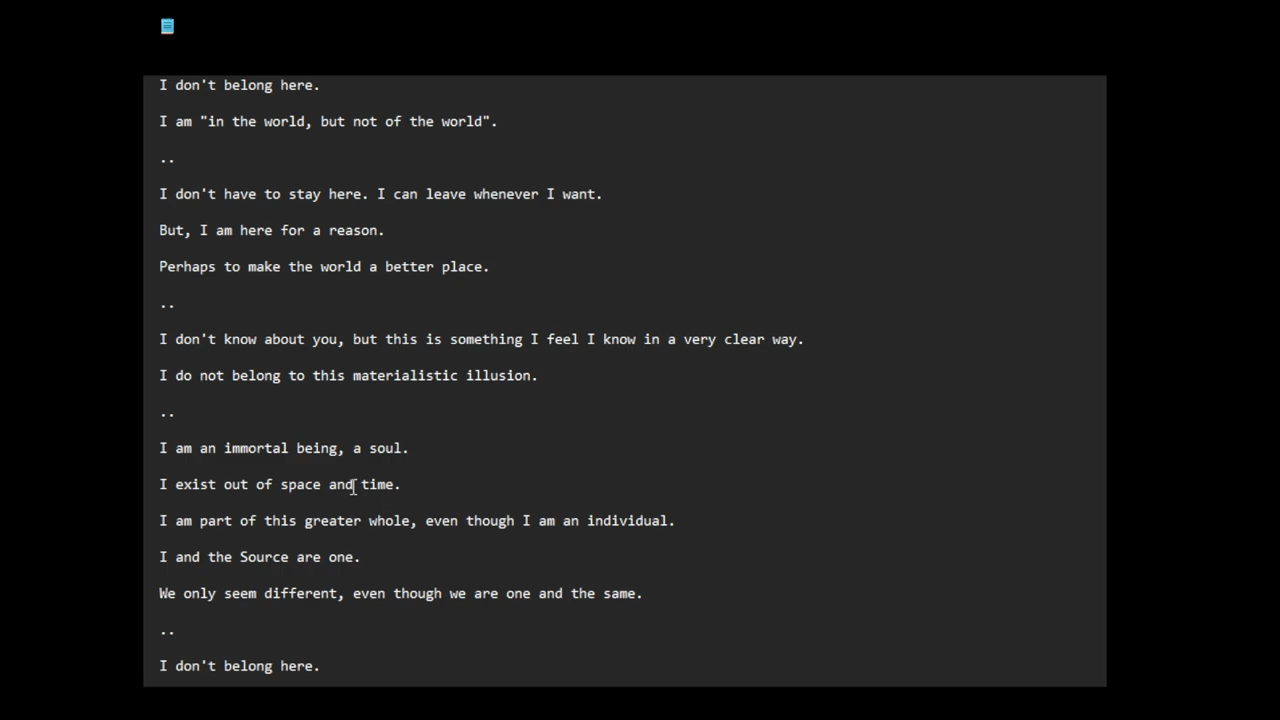 I don't belong here.
I am "in the world, but not of the world".
..
I don't have to stay here. I can leave whenever I want.
But, I am here for a reason.
Perhaps to make the world a better place.
..
I don't know about you, but this is something I feel I know in a very clear way.
I do not belong to this materialistic illusion.
..
I am an immortal being, a soul.
I exist out of space and time.
I am part of this greater whole, even though I am an individual.
I and the Source are one.
We only seem different, even though we are one and the same.
..
I don't belong here.